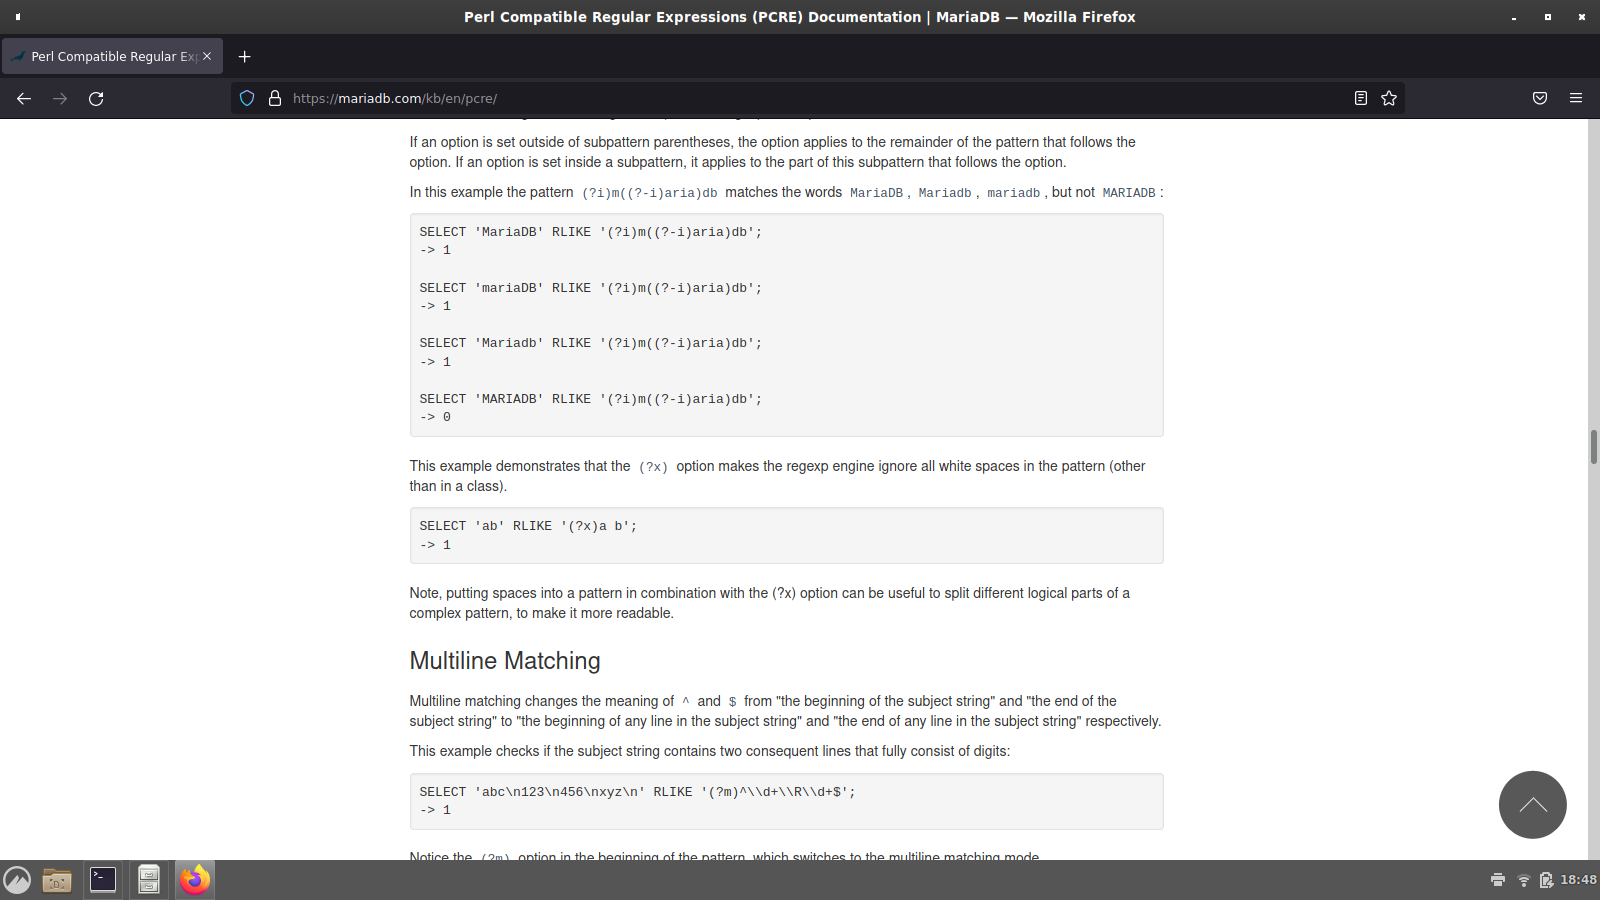 Perl Compatible Regular Expressions (PCRE) Documentation | MariaDB — Mozilla Firefox
Perl Compatible Regular Exp
https://mariadb.com/kb/en/pcre/
If an option is set outside of subpattern parentheses, the option applies to the remainder of the pattern that follows the
option. If an option is set inside a subpattern, it applies to the part of this subpattern that follows the option.
In this example the pattern (?i)m((?-i)aria)db matches the words MariaDB, Mariadb, mariadb, but not MARIADB:
SELECT 'MariaDB' RLIKE '(?i)m((?-i)aria)db';
-> 1
SELECT 'mariaDB' RLIKE '(?i)m((?-i)aria)db';
-> 1
SELECT 'Mariadb' RLIKE '(?i)m((?-i)aria)db';
-> 1
SELECT 'MARIADB' RLIKE '(?i)m((?-i)aria)db';
-> 0
This example demonstrates that the (?x) option makes the regexp engine ignore all white spaces in the pattern (other
than in a class).
SELECT 'ab' RLIKE '(?x)a b';
-> 1
Note, putting spaces into a pattern in combination with the (?x) option can be useful to split different logical parts of a
complex pattern, to make it more readable.
Multiline Matching
Multiline matching changes the meaning of ^ and $ from "the beginning of the subject string" and "the end of the
subject string" to "the beginning of any line in the subject string" and "the end of any line in the subject string" respectively.
This example checks if the subject string contains two consequent lines that fully consist of digits:
SELECT 'abc\n123\n456\nxyz\n' RLIKE '(?m)^\\d+\\R\\d+$';
-> 1
Notice the (?m) option in the beginning of the pattern, which switches to the multiline matching mode.
18:48